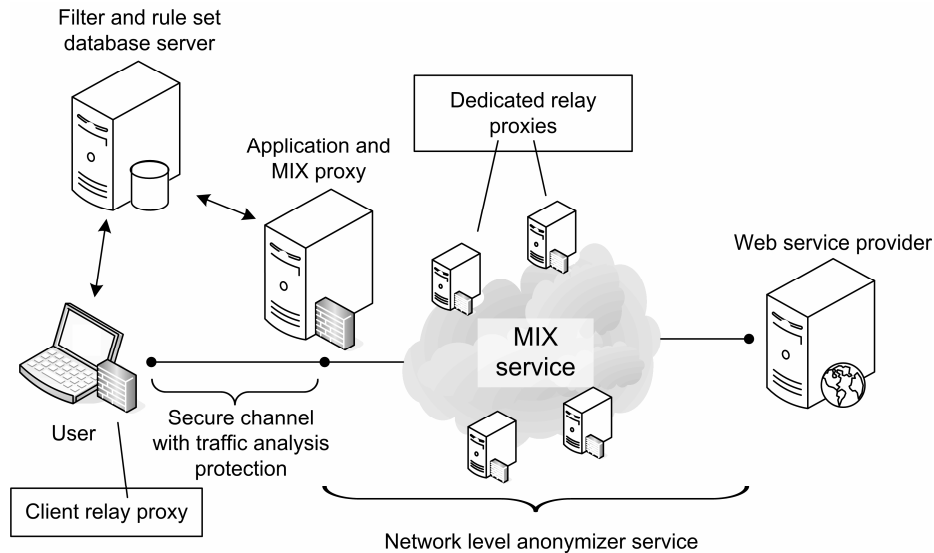 Filter and rule set
database server
Dedicated relay
proxies
Application and
MIX proxy
Web service provider
MIX
service
Secure channel
with traffic analysis
protection
User
Client relay proxy
Network level anonymizer service